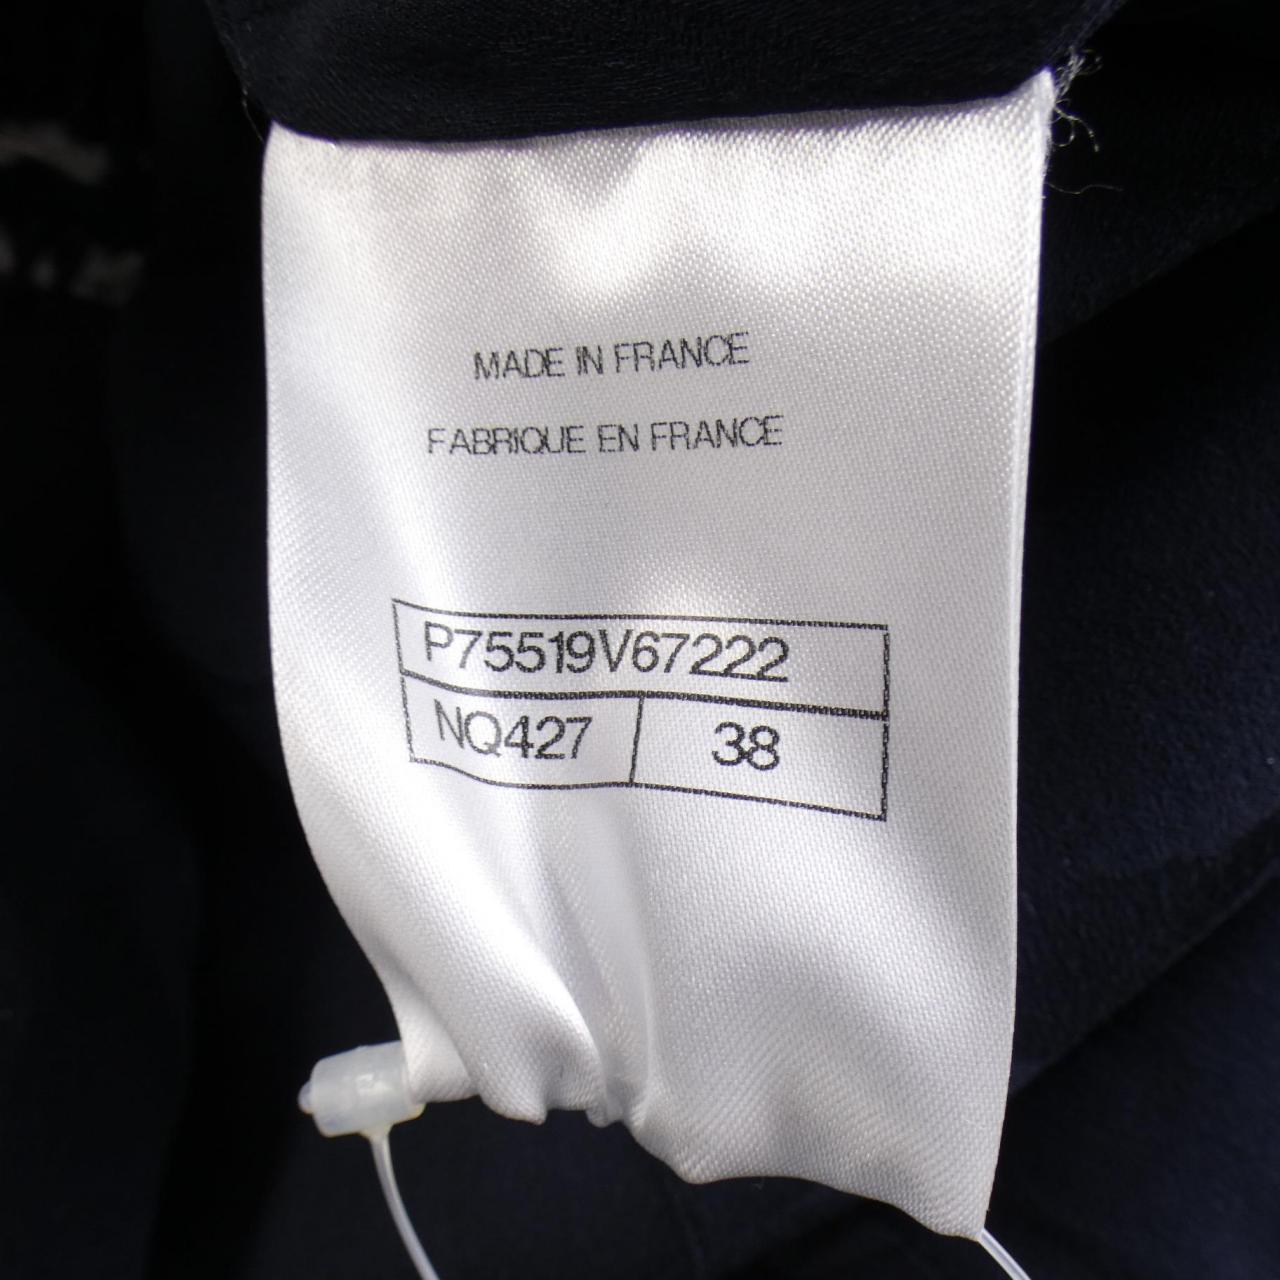 MADE IN FRANCE
FABRIQUE EN FRANCE
P75519V67222
NQ427 38